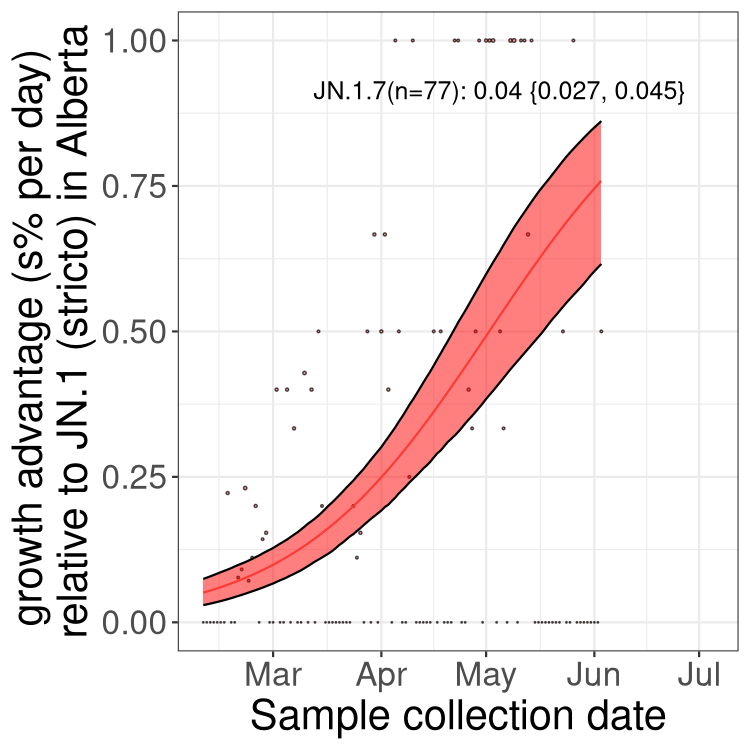 growth advantage (s% per day)
relative to JN.1 (stricto) in Alberta
1.00
0.75
0.50
0.25
0.00
JN.1.7(n=77): 0.04 {0.027, 0.045}
Mar Apr May Jun Jul
Sample collection date